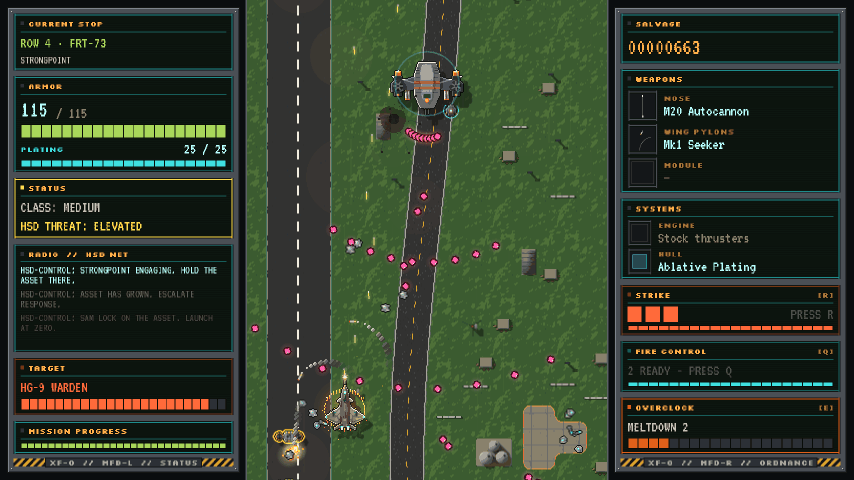 CURRENT STOP
ROW 4 · FRT-73
STRONGPOINT
ARMOR
115 / 115
PLATING 25 / 25
STATUS
CLASS: MEDIUM
HSD THREAT: ELEVATED
RADIO // HSD NET
HSD-CONTROL: STRONGPOINT ENGAGING. HOLD THE
ASSET THERE.
HSD-CONTROL: ASSET HAS GROWN. ESCALATE
RESPONSE.
HSD-CONTROL: SAM LOCK ON THE ASSET. LAUNCH
AT ZERO.
TARGET
HG-9 WARDEN
MISSION PROGRESS
XF-0 // MFD-L // STATUS
SALVAGE
00000663
WEAPONS
NOSE
M20 Autocannon
WING PYLONS
Mk1 Seeker
MODULE
—
SYSTEMS
ENGINE
Stock thrusters
HULL
Ablative Plating
STRIKE [R]
PRESS R
FIRE CONTROL [Q]
2 READY - PRESS Q
OVERCLOCK [E]
MELTDOWN 2
XF-0 // MFD-R // ORDNANCE